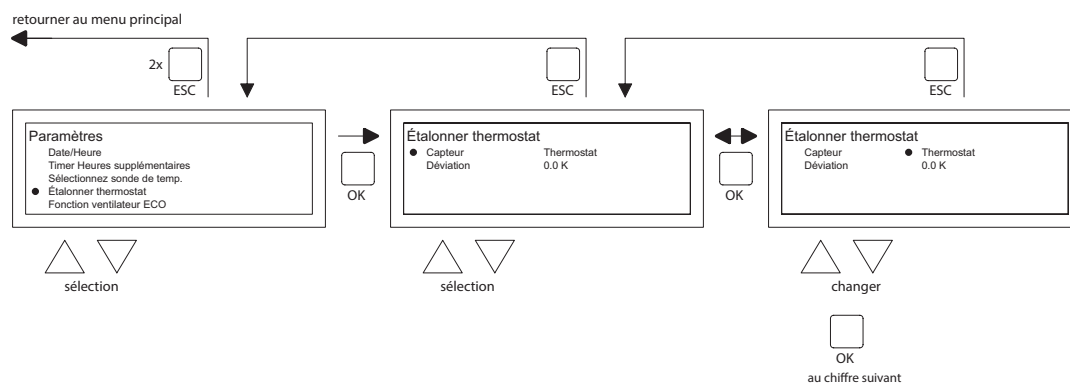 retourner au menu principal
2x
ESC
ESC
ESC
Paramètres
Date/Heure
Timer Heures supplémentaires
Sélectionnez sonde de temp.
Étalonner thermostat
Fonction ventilateur ECO
OK
Étalonner thermostat
Capteur Thermostat
Déviation 0.0 K
OK
Étalonner thermostat
Capteur Thermostat
Déviation 0.0 K
sélection
sélection
changer
OK
au chiffre suivant